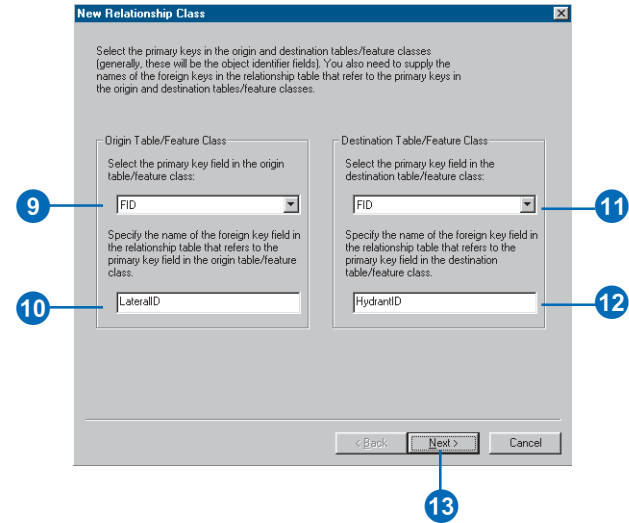 New Relationship Class
Select the primary keys in the origin and destination tables/feature classes
(generally, these will be the object identifier fields). You also need to supply the
names of the foreign keys in the relationship table that refer to the primary keys in
the origin and destination tables/feature classes.
Origin Table/Feature Class
Select the primary key field in the origin
table/feature class:
9
FID
Specify the name of the foreign key field in
the relationship table that refers to the
primary key field in the origin table/feature
class.
10
LateralID
Destination Table/Feature Class
Select the primary key field in the
destination table/feature class:
FID
11
Specify the name of the foreign key field in
the relationship table that refers to the
primary key field in the destination
table/feature class.
HydrantID
12
< Back
Next >
Cancel
13